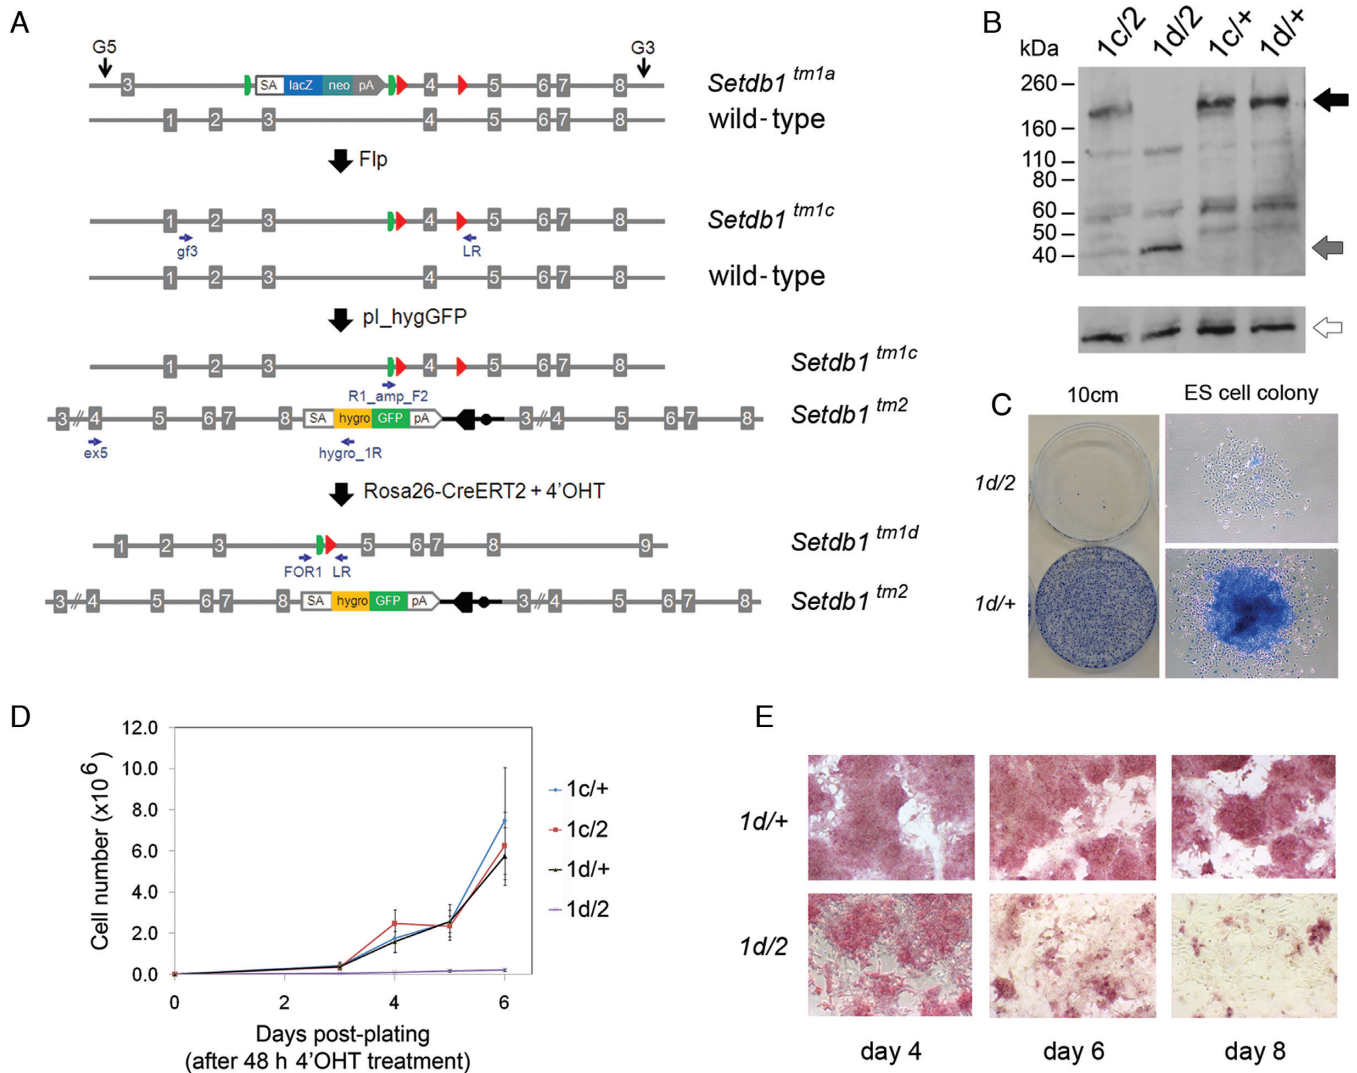 A
G5
G3
3 SA lacZ neo pA 4 5 6 7 8
Setdb1 tm1a
1 2 3 4 5 6 7 8
wild-type
Flp
1 2 3 4 5 6 7 8
Setdb1 tm1c
gf3
LR
1 2 3 4 5 6 7 8
wild-type
pl_hygGFP
1 2 3 4 5 6 7 8
Setdb1 tm1c
R1_amp_F2
3 // 4 5 6 7 8 SA hygro GFP pA 3 // 4 5 6 7 8
Setdb1 tm2
ex5
hygro_1R
Rosa26-CreERT2 + 4'OHT
1 2 3 5 6 7 8 9
Setdb1 tm1d
FOR1 LR
3 // 4 5 6 7 8 SA hygro GFP pA 3 // 4 5 6 7 8
Setdb1 tm2
B
kDa
1c/2
1d/2
1c/+
1d/+
260
160
110
80
60
50
40
C
10cm
ES cell colony
1d/2
1d/+
D
Cell number (x10 6)
12.0
10.0
8.0
6.0
4.0
2.0
0.0
0 2 4 6
Days post-plating
(after 48 h 4'OHT treatment)
1c/+
1c/2
1d/+
1d/2
E
1d/+
1d/2
day 4
day 6
day 8